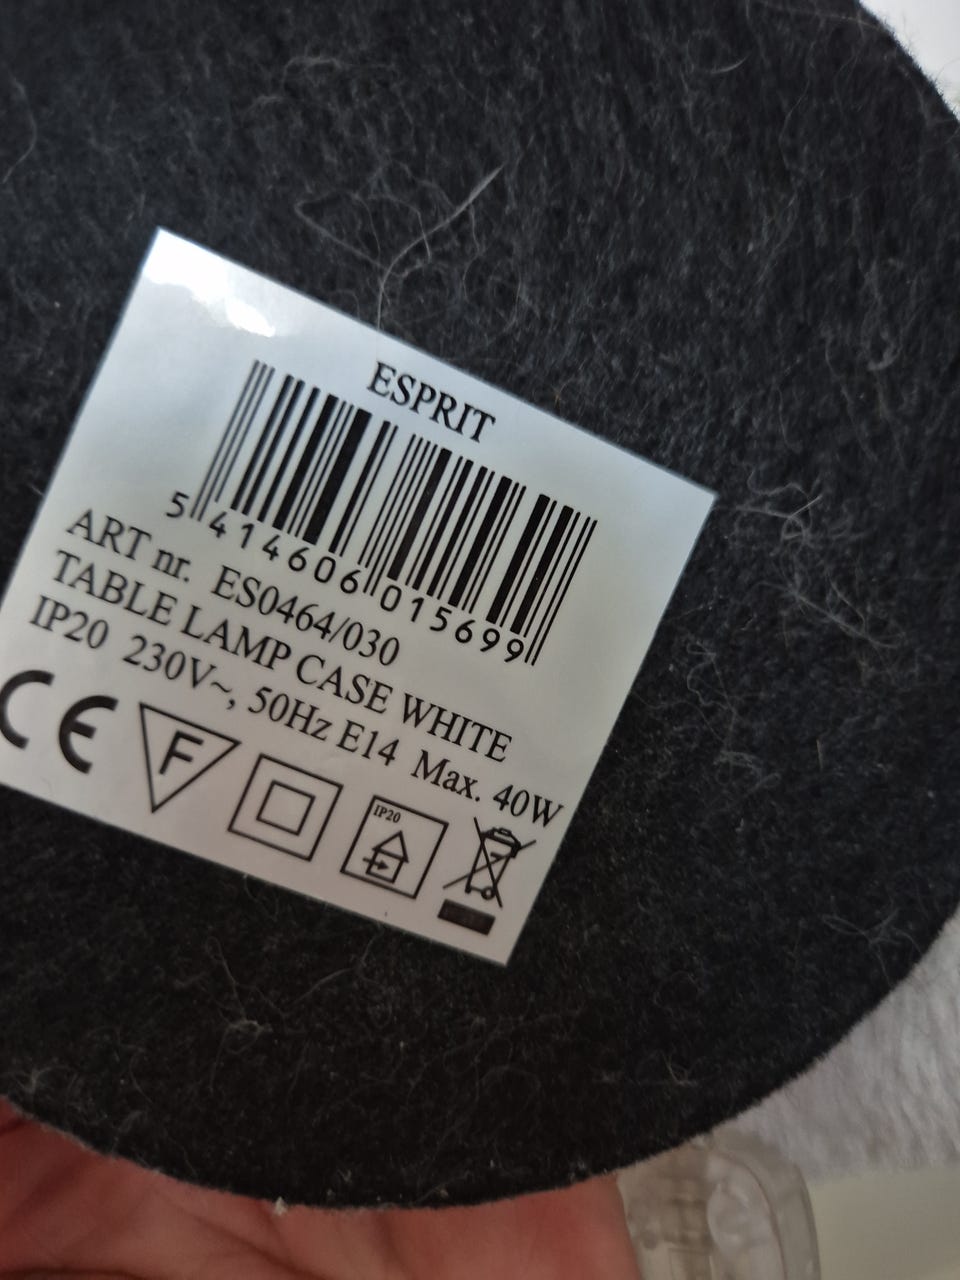 ESPRIT
5 414606 015699
ART nr. ES0464/030
TABLE LAMP CASE WHITE
IP20 230V~, 50Hz E14 Max. 40W
CE F IP20